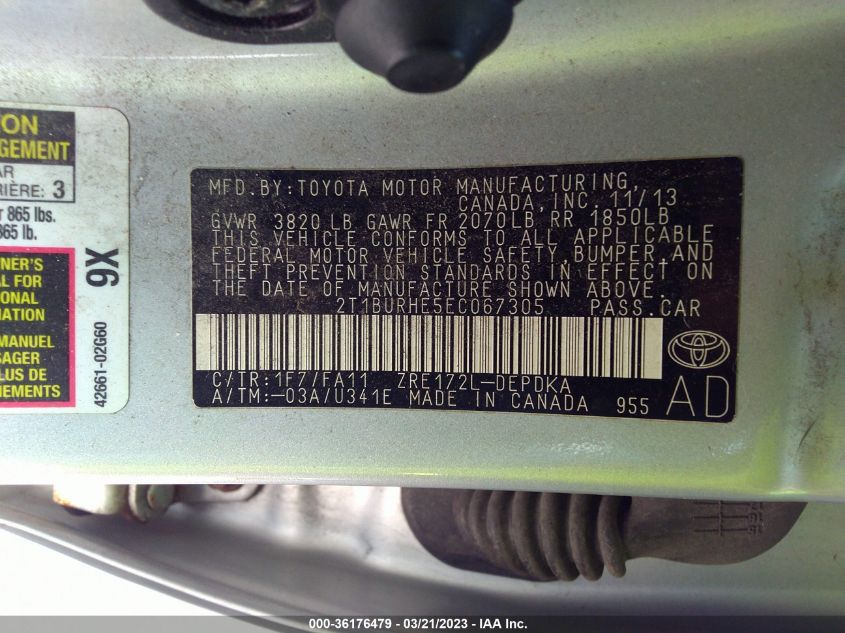 ON
GEMENT
AR
RIÈRE: 3
r 865 lbs.
865 lb.
NER'S
AL FOR
ONAL
MATION
MANUEL
SAGER
LUS DE
NEMENTS
9X
42661-02G60
MFD. BY: TOYOTA MOTOR MANUFACTURING,
CANADA, INC. 11/13
GVWR 3820 LB GAWR FR 2070LB RR 1850LB
THIS VEHICLE CONFORMS TO ALL APPLICABLE
FEDERAL MOTOR VEHICLE SAFETY, BUMPER, AND
THEFT PREVENTION STANDARDS IN EFFECT ON
THE DATE OF MANUFACTURE SHOWN ABOVE.
2T1BURHE5EC067305 PASS. CAR
C/TR: 1F7/FA11 ZRE172L-DEPDKA
A/TM: -03A/U341E MADE IN CANADA 955
AD
000-36176479 - 03/21/2023 - IAA Inc.